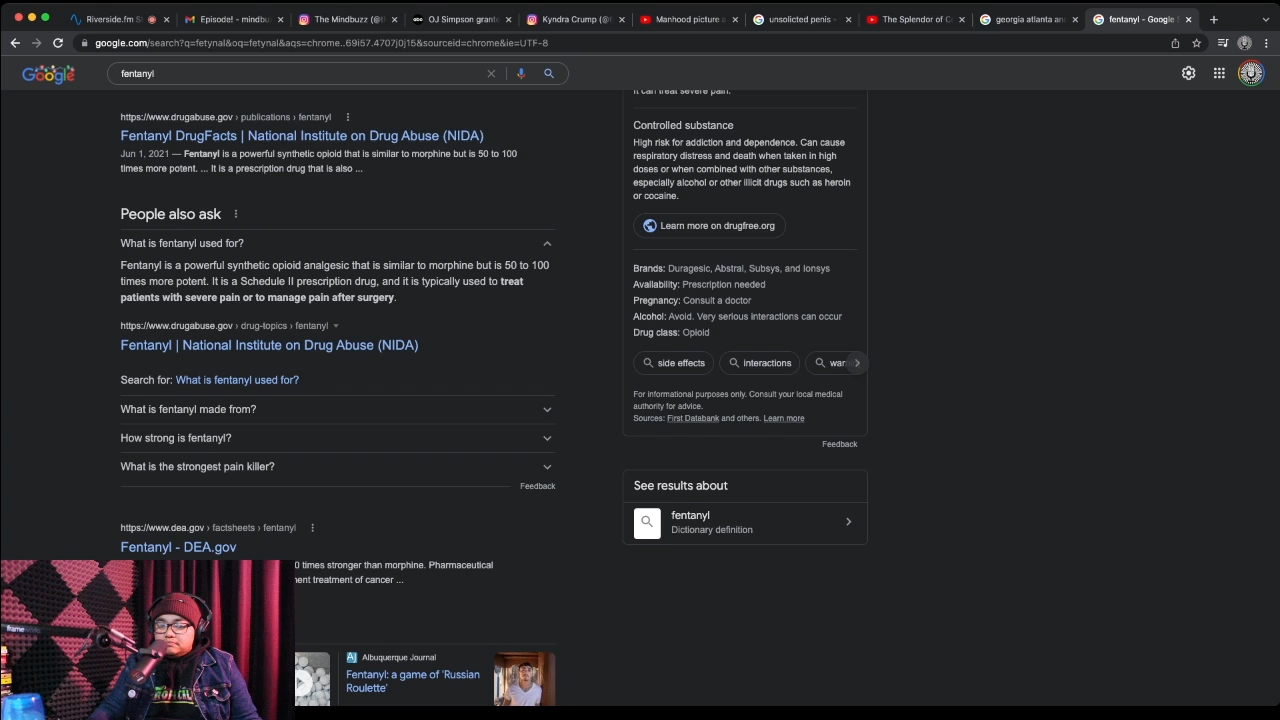 Riverside.fm S
Episode! - mindbuz
The Mindbuzz (@t
OJ Simpson grante
Kyndra Crump (@t
Manhood picture a
unsolicted penis -
The Splendor of C
georgia atlanta and
fentanyl - Google
google.com/search?q=fetynal&oq=fetynal&aqs=chrome..69i57.4707j0j15&sourceid=chrome&ie=UTF-8
Google
fentanyl
https://www.drugabuse.gov › publications › fentanyl
Fentanyl DrugFacts | National Institute on Drug Abuse (NIDA)
Jun 1, 2021 — Fentanyl is a powerful synthetic opioid that is similar to morphine but is 50 to 100
times more potent. ... It is a prescription drug that is also ...
People also ask
What is fentanyl used for?
Fentanyl is a powerful synthetic opioid analgesic that is similar to morphine but is 50 to 100
times more potent. It is a Schedule II prescription drug, and it is typically used to treat
patients with severe pain or to manage pain after surgery.
https://www.drugabuse.gov › drug-topics › fentanyl
Fentanyl | National Institute on Drug Abuse (NIDA)
Search for: What is fentanyl used for?
What is fentanyl made from?
How strong is fentanyl?
What is the strongest pain killer?
Feedback
https://www.dea.gov › factsheets › fentanyl
Fentanyl - DEA.gov
0 times stronger than morphine. Pharmaceutical
ent treatment of cancer ...
Albuquerque Journal
Fentanyl: a game of 'Russian
Roulette'
It can treat severe pain.
Controlled substance
High risk for addiction and dependence. Can cause
respiratory distress and death when taken in high
doses or when combined with other substances,
especially alcohol or other illicit drugs such as heroin
or cocaine.
Learn more on drugfree.org
Brands: Duragesic, Abstral, Subsys, and Ionsys
Availability: Prescription needed
Pregnancy: Consult a doctor
Alcohol: Avoid. Very serious interactions can occur
Drug class: Opioid
side effects
interactions
war
For informational purposes only. Consult your local medical
authority for advice.
Sources: First Databank and others. Learn more
Feedback
See results about
fentanyl
Dictionary definition
frame